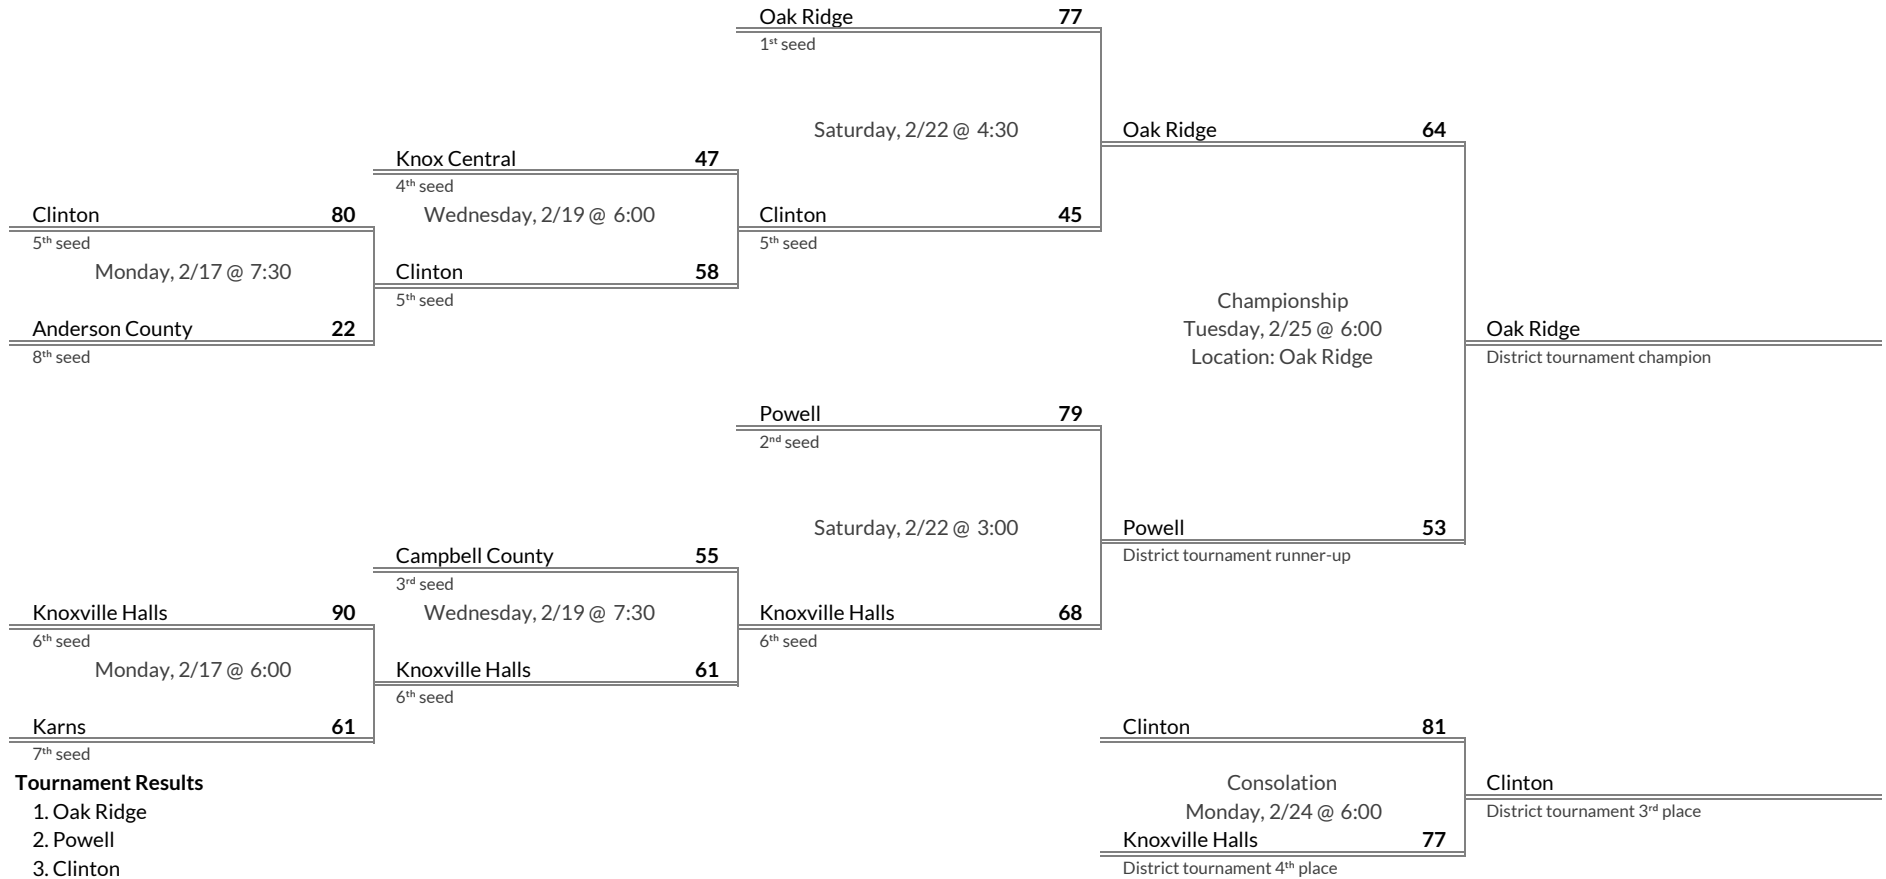 Oak Ridge 77
1st seed
Saturday, 2/22 @ 4:30
Oak Ridge 64
Knox Central 47
4th seed
Clinton 80
Wednesday, 2/19 @ 6:00
Clinton 45
5th seed
5th seed
Monday, 2/17 @ 7:30
Clinton 58
5th seed
Championship
Anderson County 22
Tuesday, 2/25 @ 6:00
Oak Ridge
8th seed
Location: Oak Ridge
District tournament champion
Powell 79
2nd seed
Saturday, 2/22 @ 3:00
Powell 53
Campbell County 55
District tournament runner-up
3rd seed
Knoxville Halls 90
Wednesday, 2/19 @ 7:30
Knoxville Halls 68
6th seed
6th seed
Monday, 2/17 @ 6:00
Knoxville Halls 61
6th seed
Karns 61
Clinton 81
7th seed
Tournament Results
Consolation
Clinton
1. Oak Ridge
Monday, 2/24 @ 6:00
District tournament 3rd place
2. Powell
Knoxville Halls 77
3. Clinton
District tournament 4th place